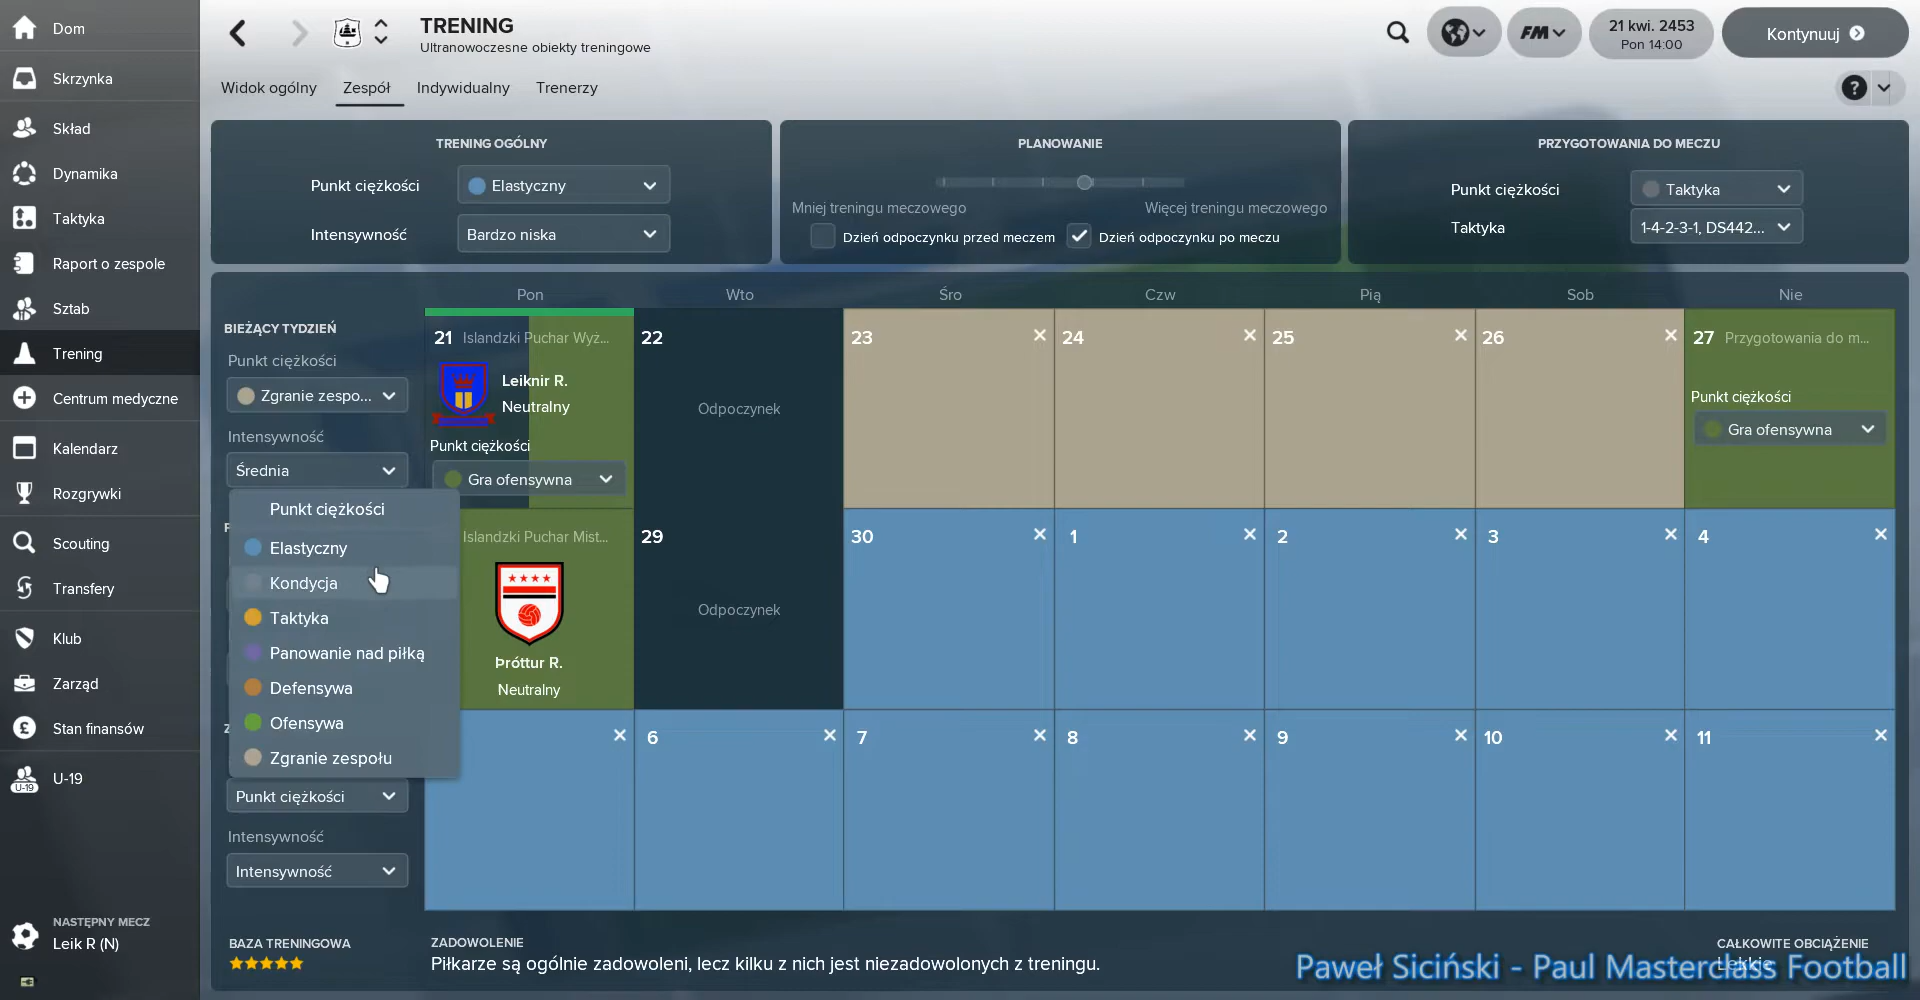 Dom
Skrzynka
Skład
Dynamika
Taktyka
Raport o zespole
Sztab
Trening
Centrum medyczne
Kalendarz
Rozgrywki
Scouting
Transfery
Klub
Zarząd
Stan finansów
U-19
U-19
NASTĘPNY MECZ
Leik R (N)
TRENING
Ultranowoczesne obiekty treningowe
FM
21 kwi. 2453
Pon 14:00
Kontynuuj
?
Widok ogólny
Zespół
Indywidualny
Trenerzy
TRENING OGÓLNY
Punkt ciężkości
Elastyczny
Intensywność
Bardzo niska
PLANOWANIE
Mniej treningu meczowego
Więcej treningu meczowego
Dzień odpoczynku przed meczem
Dzień odpoczynku po meczu
PRZYGOTOWANIA DO MECZU
Punkt ciężkości
Taktyka
Taktyka
1-4-2-3-1, DS442...
Pon
Wto
Śro
Czw
Pią
Sob
Nie
BIEŻĄCY TYDZIEŃ
Punkt ciężkości
Zgranie zespo...
Intensywność
Średnia
Punkt ciężkości
Elastyczny
Kondycja
Taktyka
Panowanie nad piłką
Defensywa
Ofensywa
Zgranie zespołu
Punkt ciężkości
Intensywność
Intensywność
21 Islandzki Puchar Wyż...
Leiknir R.
Neutralny
Punkt ciężkości
Gra ofensywna
22
Odpoczynek
23
24
25
26
27 Przygotowania do m...
Punkt ciężkości
Gra ofensywna
Islandzki Puchar Mist...
Þróttur R.
Neutralny
29
Odpoczynek
30
1
2
3
4
6
7
8
9
10
11
BAZA TRENINGOWA
ZADOWOLENIE
Piłkarze są ogólnie zadowoleni, lecz kilku z nich jest niezadowolonych z treningu.
CAŁKOWITE OBCIĄŻENIE
Paweł Siciński - Paul Masterclass Football